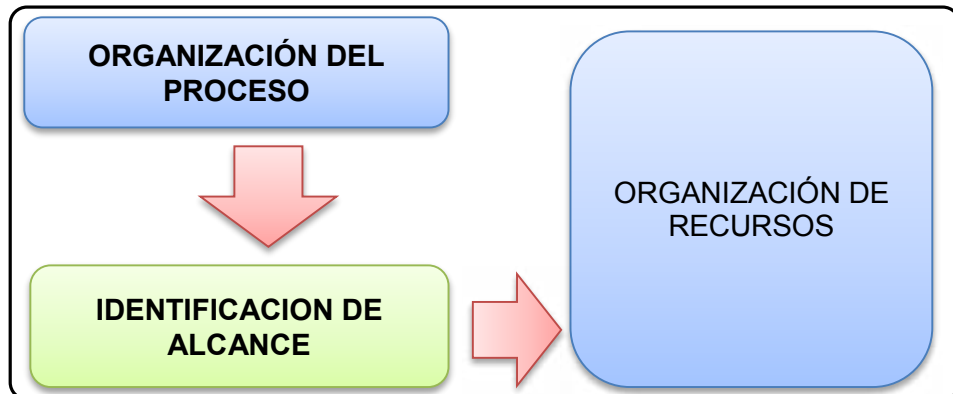 ORGANIZACIÓN DEL
PROCESO
IDENTIFICACION DE
ALCANCE
ORGANIZACIÓN DE
RECURSOS